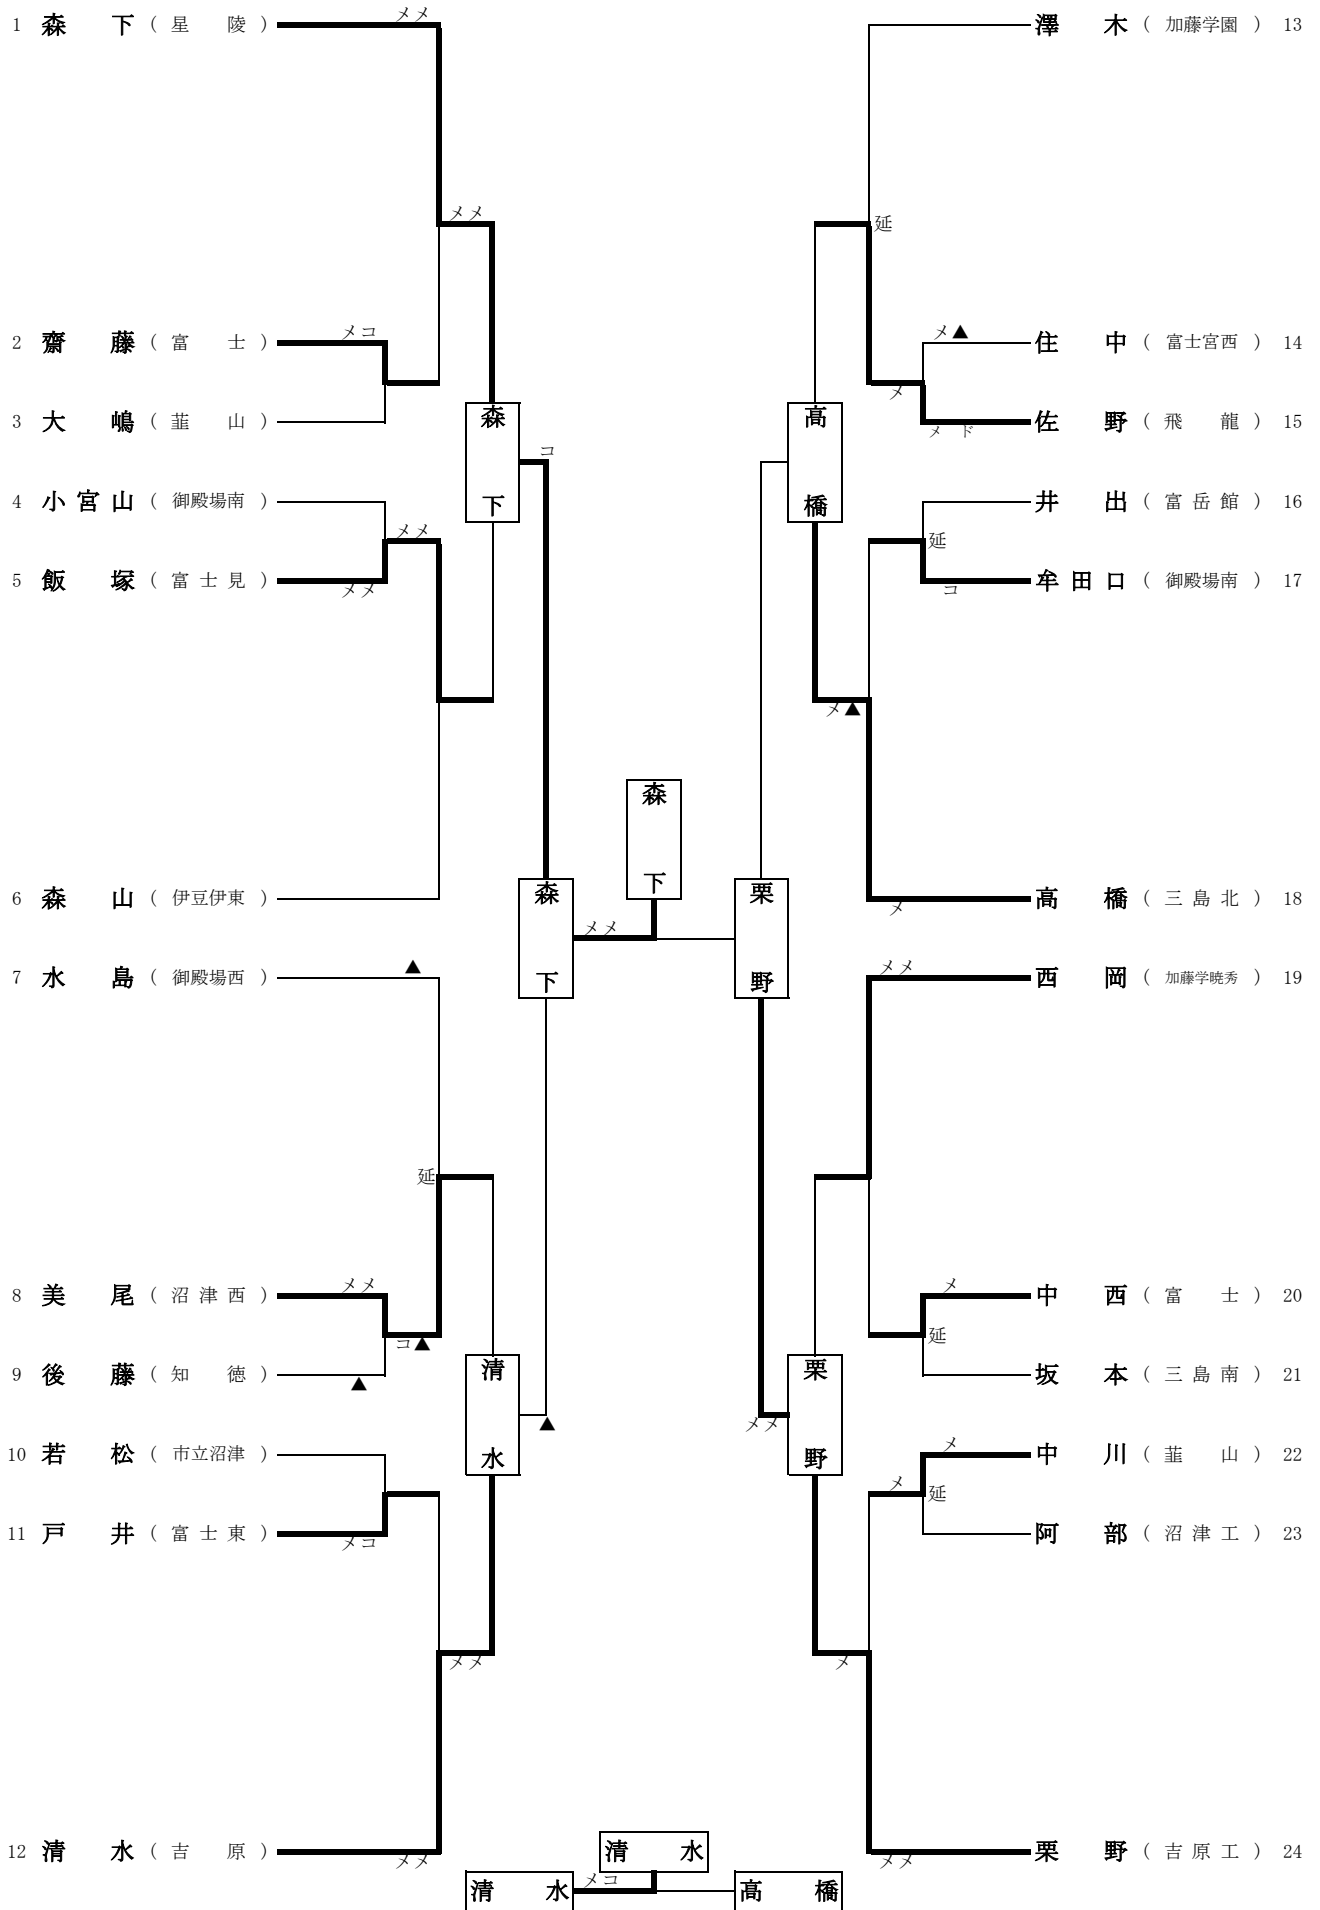 1 森 下 ( 星 陵 )
メメ
メメ
2 齋 藤 ( 富 士 )
メコ
3 大 嶋 ( 韮 山 )
森 下
コ
4 小 宮 山 ( 御殿場南 )
メメ
5 飯 塚 ( 富 士 見 )
メメ
6 森 山 ( 伊豆伊東 )
7 水 島 ( 御殿場西 )
▲
延
8 美 尾 ( 沼 津 西 )
メメ
コ▲
9 後 藤 ( 知 徳 )
▲
清 水
▲
10 若 松 ( 市立沼津 )
11 戸 井 ( 富 士 東 )
メコ
メメ
12 清 水 ( 吉 原 )
メメ
森 下
森 下
メメ
栗 野
澤 木 ( 加藤学園 ) 13
延
メ▲
住 中 ( 富士宮西 ) 14
メ
佐 野 ( 飛 龍 ) 15
メ ド
高 橋
井 出 ( 富 岳 館 ) 16
延
牟 田 口 ( 御殿場南 ) 17
コ
メ▲
高 橋 ( 三 島 北 ) 18
メ
メメ
西 岡 ( 加藤学暁秀 ) 19
メ
中 西 ( 富 士 ) 20
延
坂 本 ( 三 島 南 ) 21
栗 野
メメ
メ
中 川 ( 韮 山 ) 22
メ
延
阿 部 ( 沼 津 工 ) 23
メ
栗 野 ( 吉 原 工 ) 24
メメ
清 水
清 水
メコ
高 橋